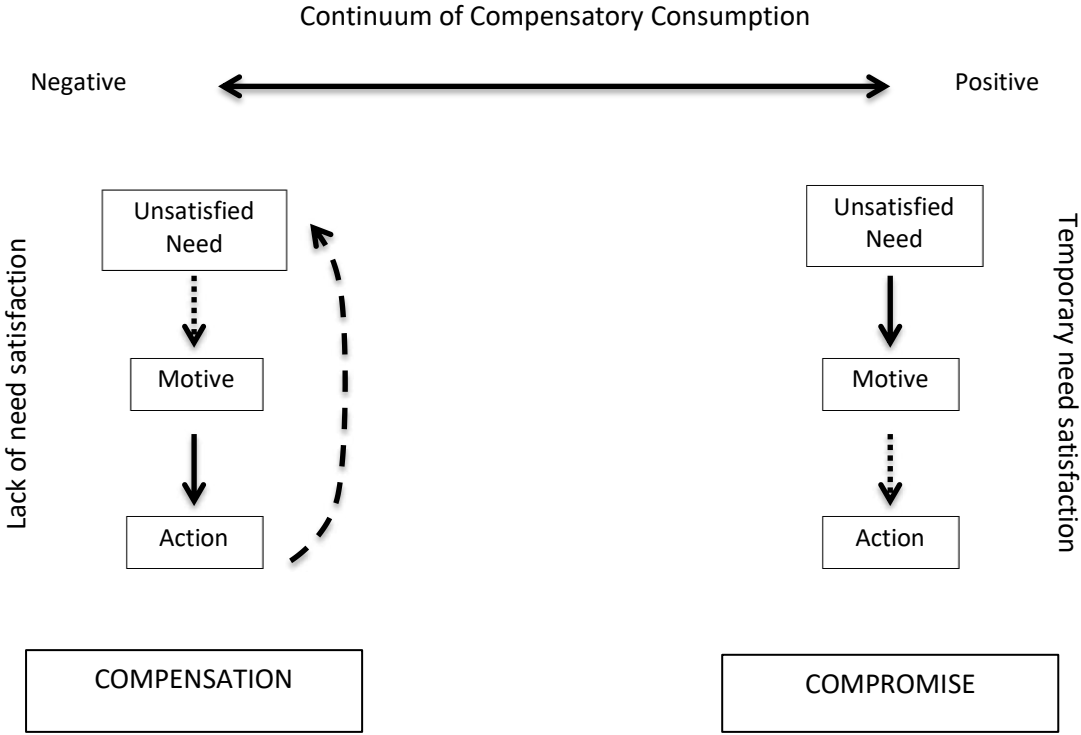 Continuum of Compensatory Consumption
Negative
Positive
Lack of need satisfaction
Unsatisfied
Need
Motive
Action
COMPENSATION
Unsatisfied
Need
Motive
Action
COMPROMISE
Temporary need satisfaction